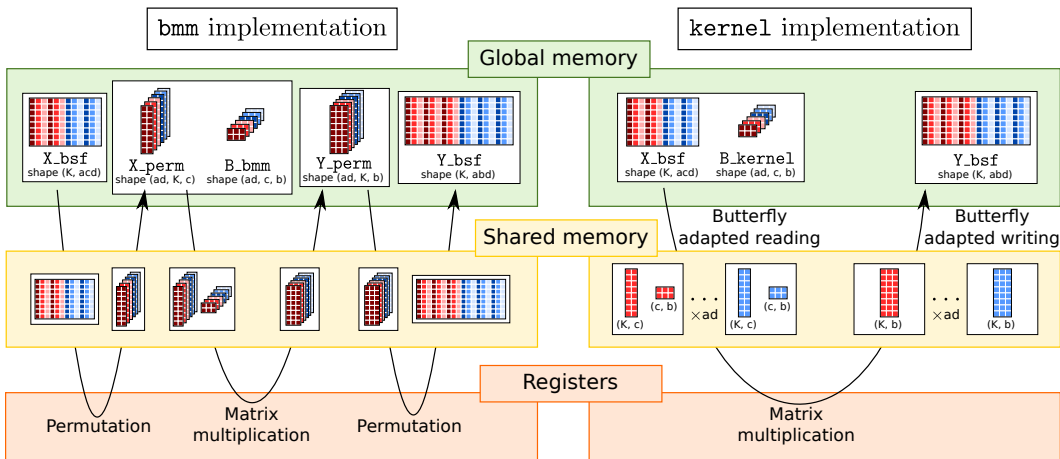 bmm implementation
kernel implementation
Global memory
X_bsf
shape (K, acd)
X_perm
shape (ad, K, c)
B_bmm
shape (ad, c, b)
Y_perm
shape (ad, K, b)
Y_bsf
shape (K, abd)
X_bsf
shape (K, acd)
B_kernel
shape (ad, c, b)
Y_bsf
shape (K, abd)
Butterfly
adapted reading
Butterfly
adapted writing
Shared memory
(K, c)
(c, b)
. . .
×ad
(K, c)
(c, b)
(K, b)
. . .
×ad
(K, b)
Registers
Permutation
Matrix
multiplication
Permutation
Matrix
multiplication